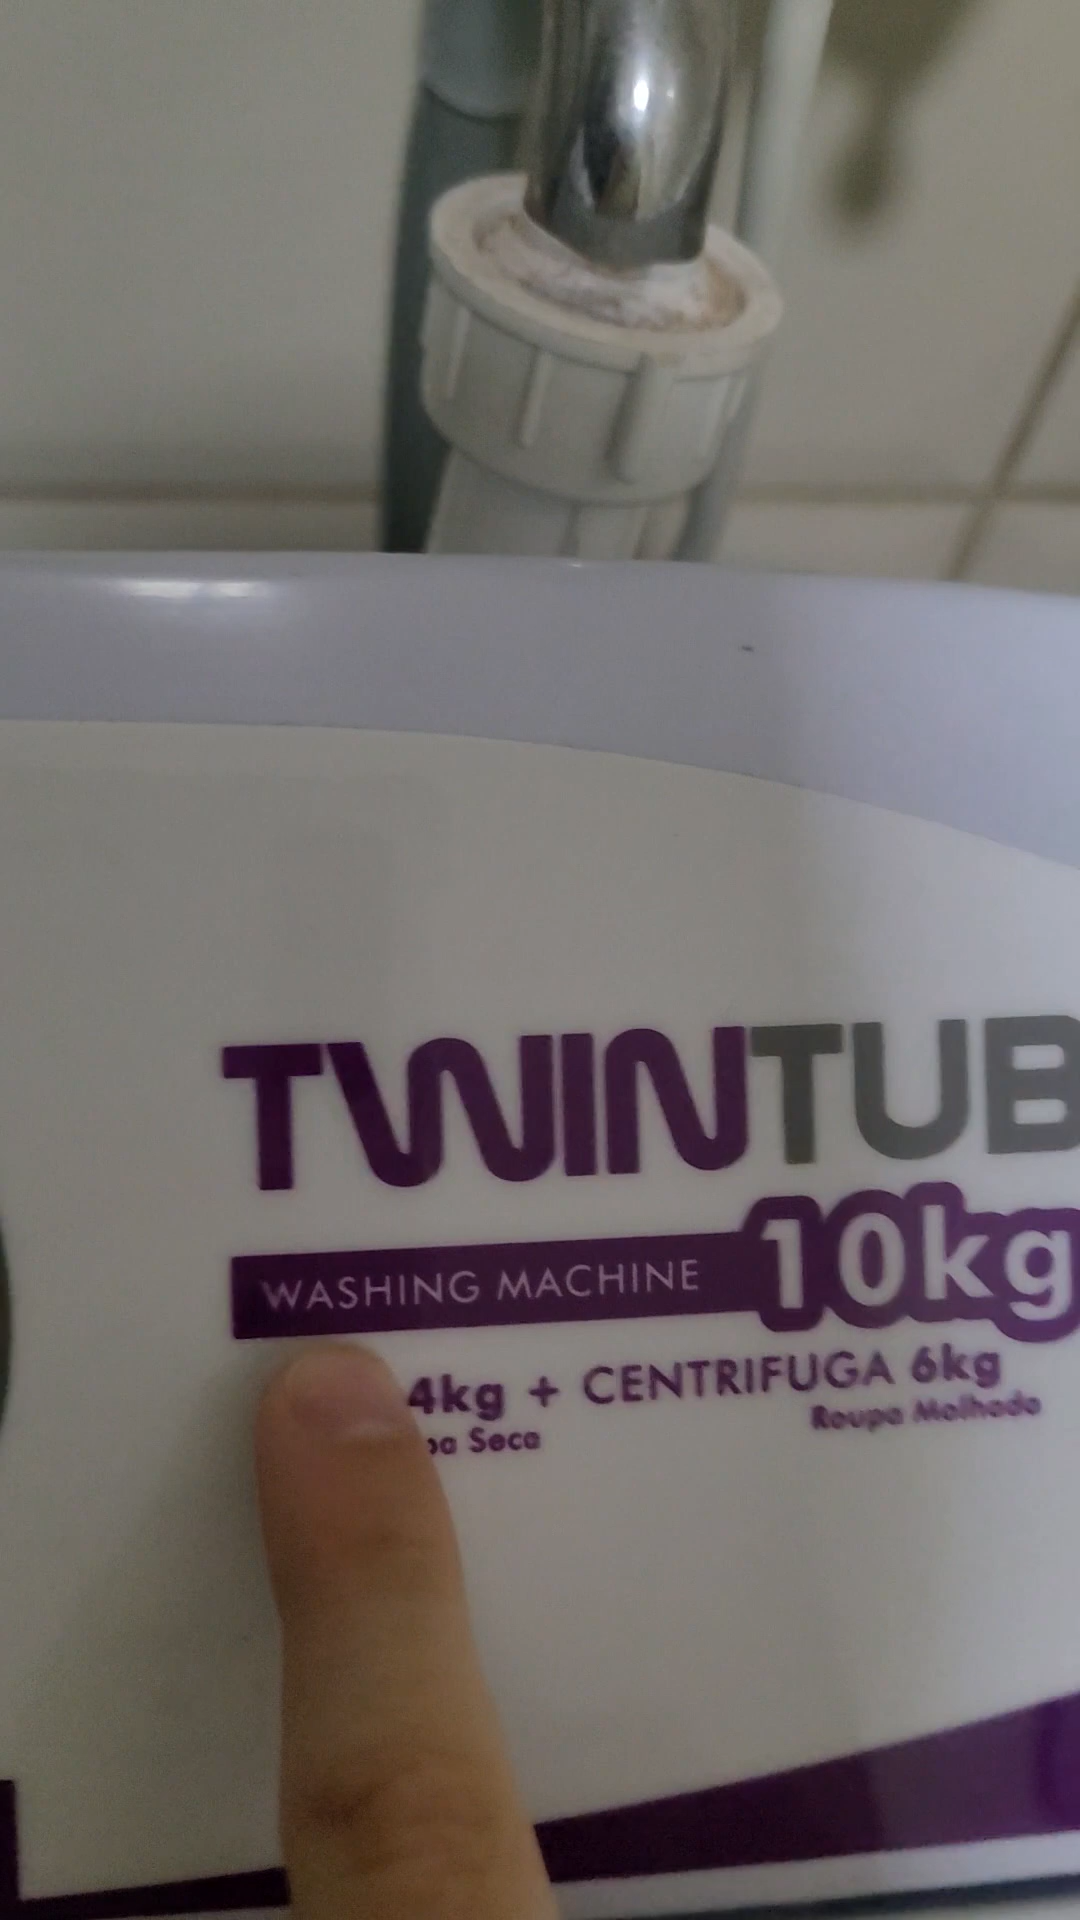 TWINTUB
WASHING MACHINE 10kg
4kg + CENTRIFUGA 6kg
Seca Roupa Molhada